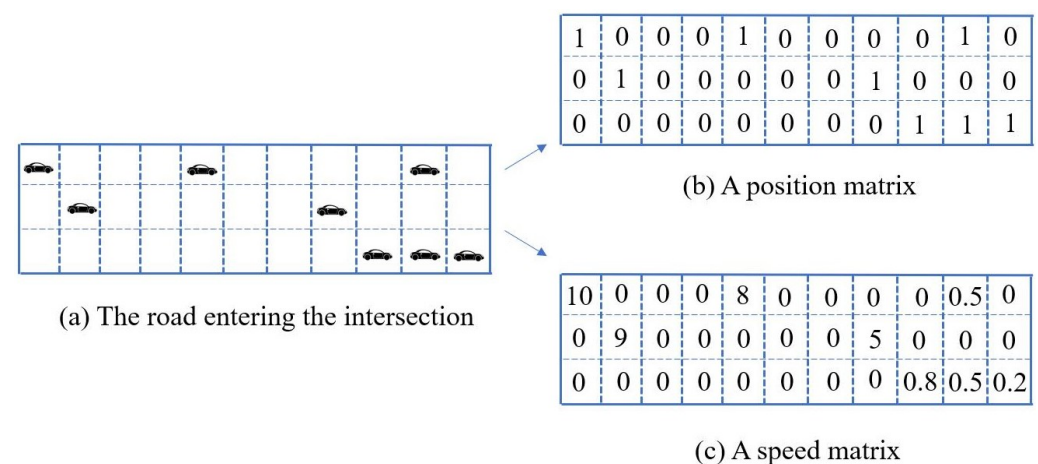 1 0 0 0 1 0 0 0 0 1 0
0 1 0 0 0 0 0 1 0 0 0
0 0 0 0 0 0 0 0 1 1 1
(b) A position matrix
(a) The road entering the intersection
10 0 0 0 8 0 0 0 0 0.5 0
0 9 0 0 0 0 0 5 0 0 0
0 0 0 0 0 0 0 0 0.8 0.5 0.2
(c) A speed matrix